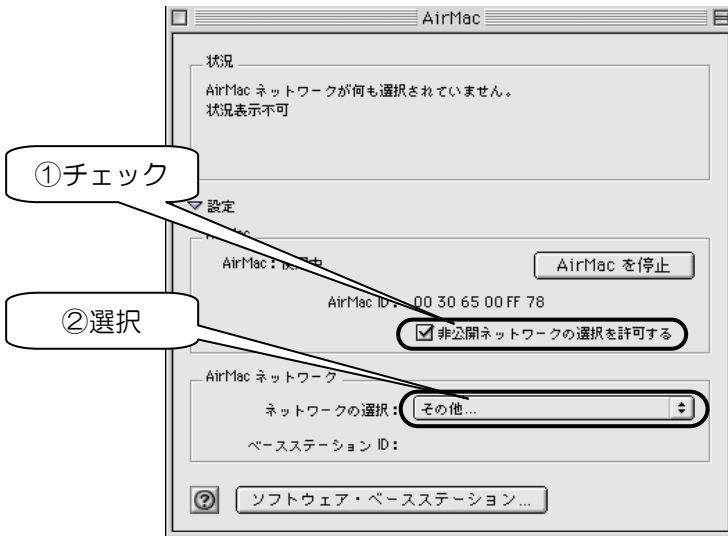 AirMac
状況
AirMac ネットワークが何も選択されていません。
状況表示不可
①チェック
設定
AirMac：使用中
AirMac を停止
AirMac ID： 00 30 65 00 FF 78
②選択
非公開ネットワークの選択を許可する
AirMac ネットワーク
ネットワークの選択： その他...
ベースステーション ID：
ソフトウェア・ベースステーション...